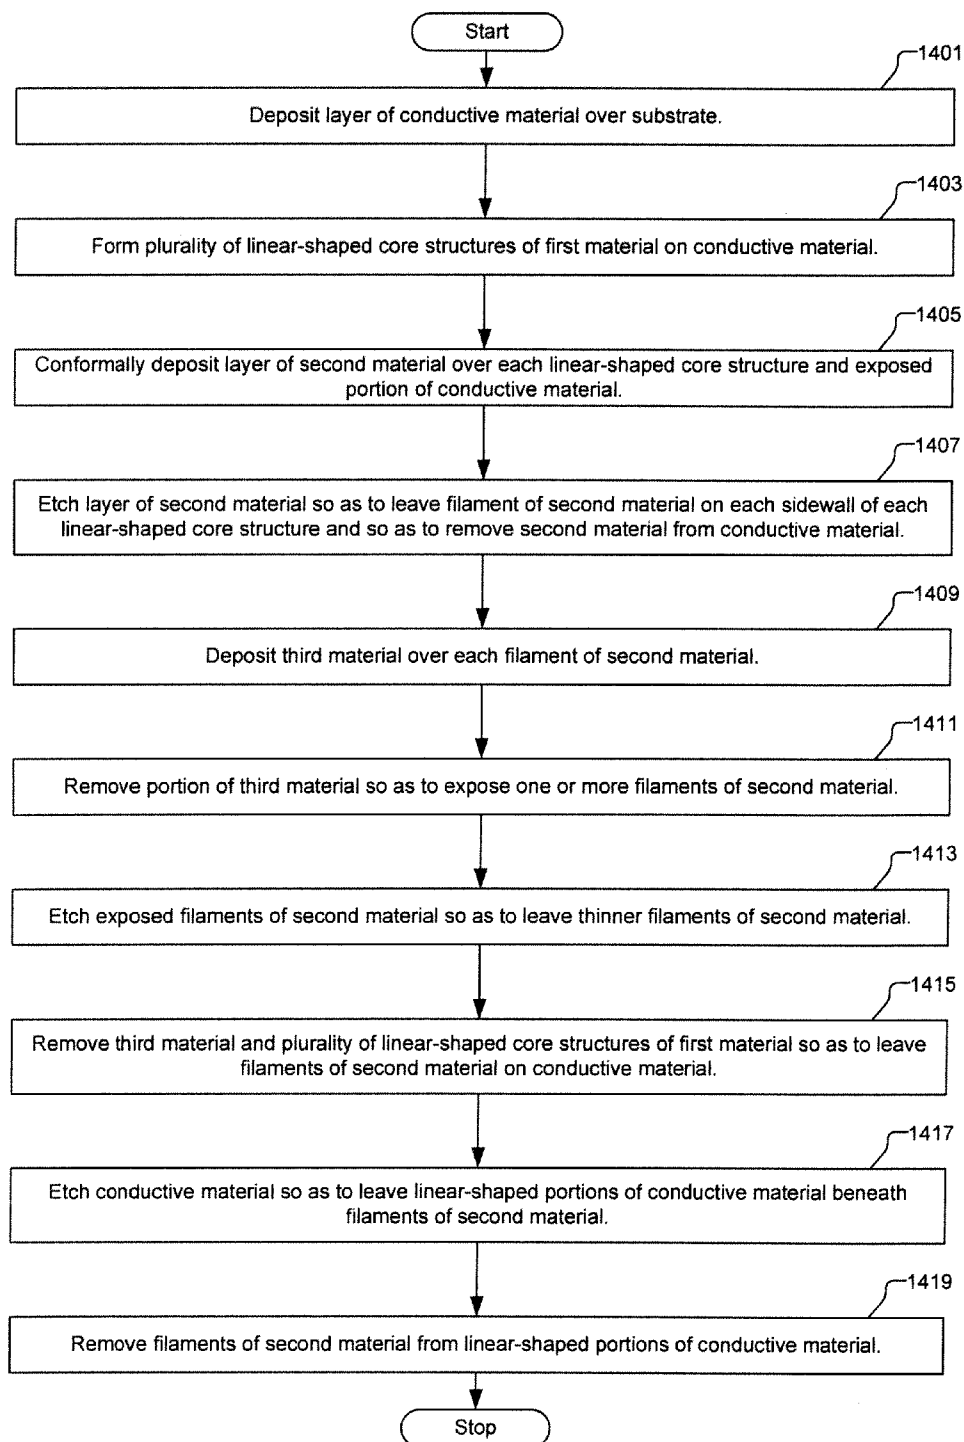 Start
1401
Deposit layer of conductive material over substrate.
1403
Form plurality of linear-shaped core structures of first material on conductive material.
1405
Conformally deposit layer of second material over each linear-shaped core structure and exposed
portion of conductive material.
1407
Etch layer of second material so as to leave filament of second material on each sidewall of each
linear-shaped core structure and so as to remove second material from conductive material.
1409
Deposit third material over each filament of second material.
1411
Remove portion of third material so as to expose one or more filaments of second material.
1413
Etch exposed filaments of second material so as to leave thinner filaments of second material.
1415
Remove third material and plurality of linear-shaped core structures of first material so as to leave
filaments of second material on conductive material.
1417
Etch conductive material so as to leave linear-shaped portions of conductive material beneath
filaments of second material.
1419
Remove filaments of second material from linear-shaped portions of conductive material.
Stop